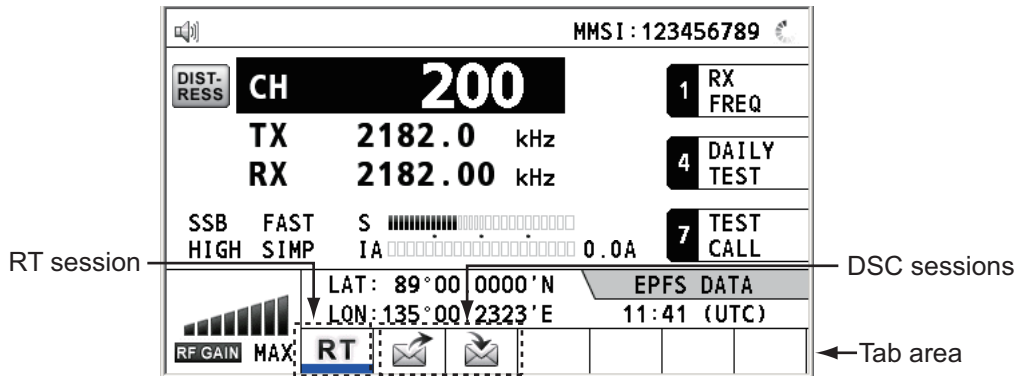 MMSI:123456789
DIST-
RESS
CH 200
1 RX
FREQ
TX 2182.0 kHz
RX 2182.00 kHz
4 DAILY
TEST
SSB FAST S
HIGH SIMP IA 0.0A
7 TEST
CALL
RT session
DSC sessions
LAT: 89°00.0000'N
LON:135°00.2323'E
EPFS DATA
11:41 (UTC)
RF GAIN MAX
RT
Tab area